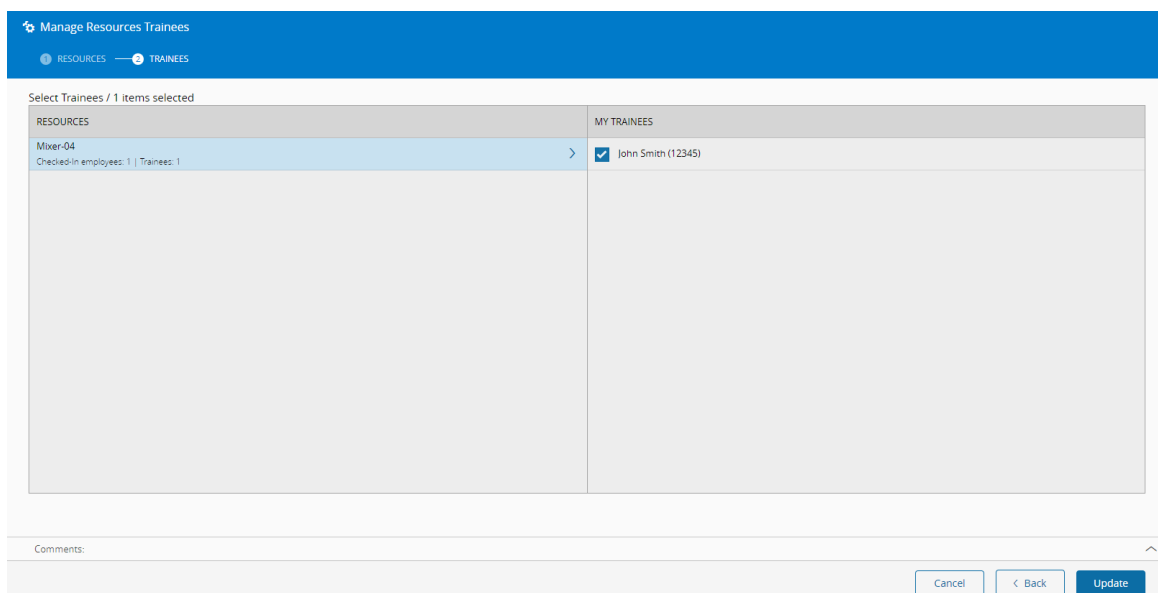 Manage Resources Trainees
1 RESOURCES 2 TRAINEES
Select Trainees / 1 items selected
RESOURCES
MY TRAINEES
Mixer-04
Checked-In employees: 1 | Trainees: 1
John Smith (12345)
Comments:
Cancel
< Back
Update